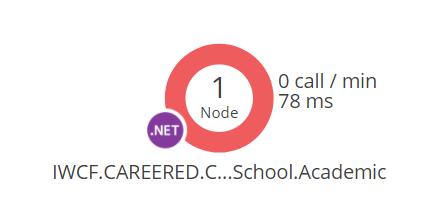 1
Node
0 call / min
78 ms
.NET
IWCF.CAREERED.C...School.Academic